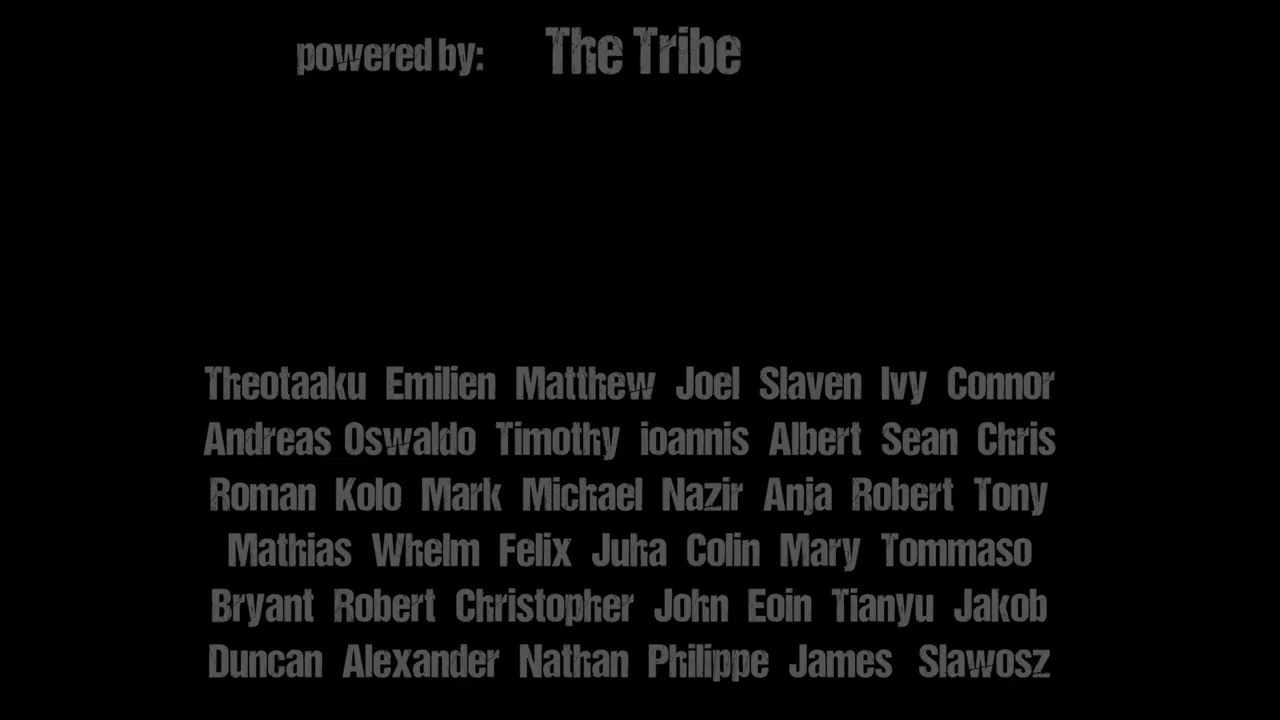 powered by: The Tribe
Theotaaku Emilien Matthew Joel Slaven Ivy Connor
Andreas Oswaldo Timothy ioannis Albert Sean Chris
Roman Kolo Mark Michael Nazir Anja Robert Tony
Mathias Whelm Felix Juha Colin Mary Tommaso
Bryant Robert Christopher John Eoin Tianyu Jakob
Duncan Alexander Nathan Philippe James Slawosz